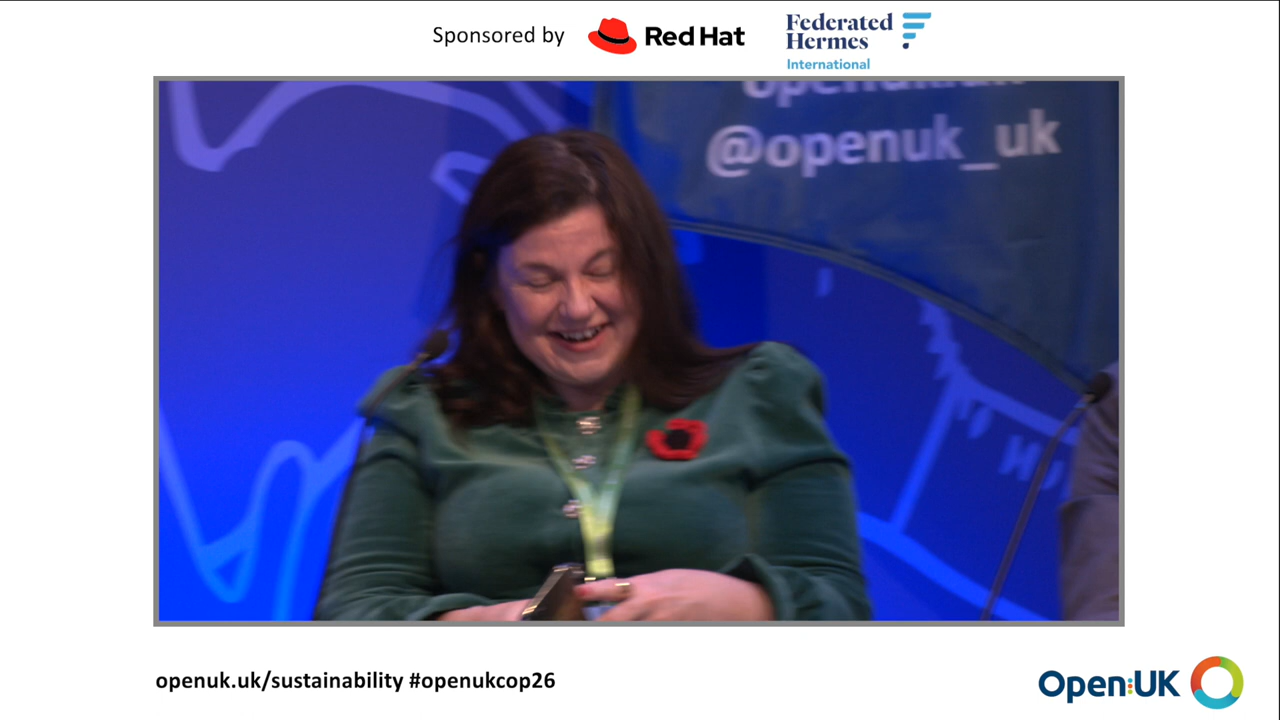 Sponsored by
Red Hat
Federated
Hermes
International
@openuk_uk
openuk.uk/sustainability #openukcop26
Open:UK